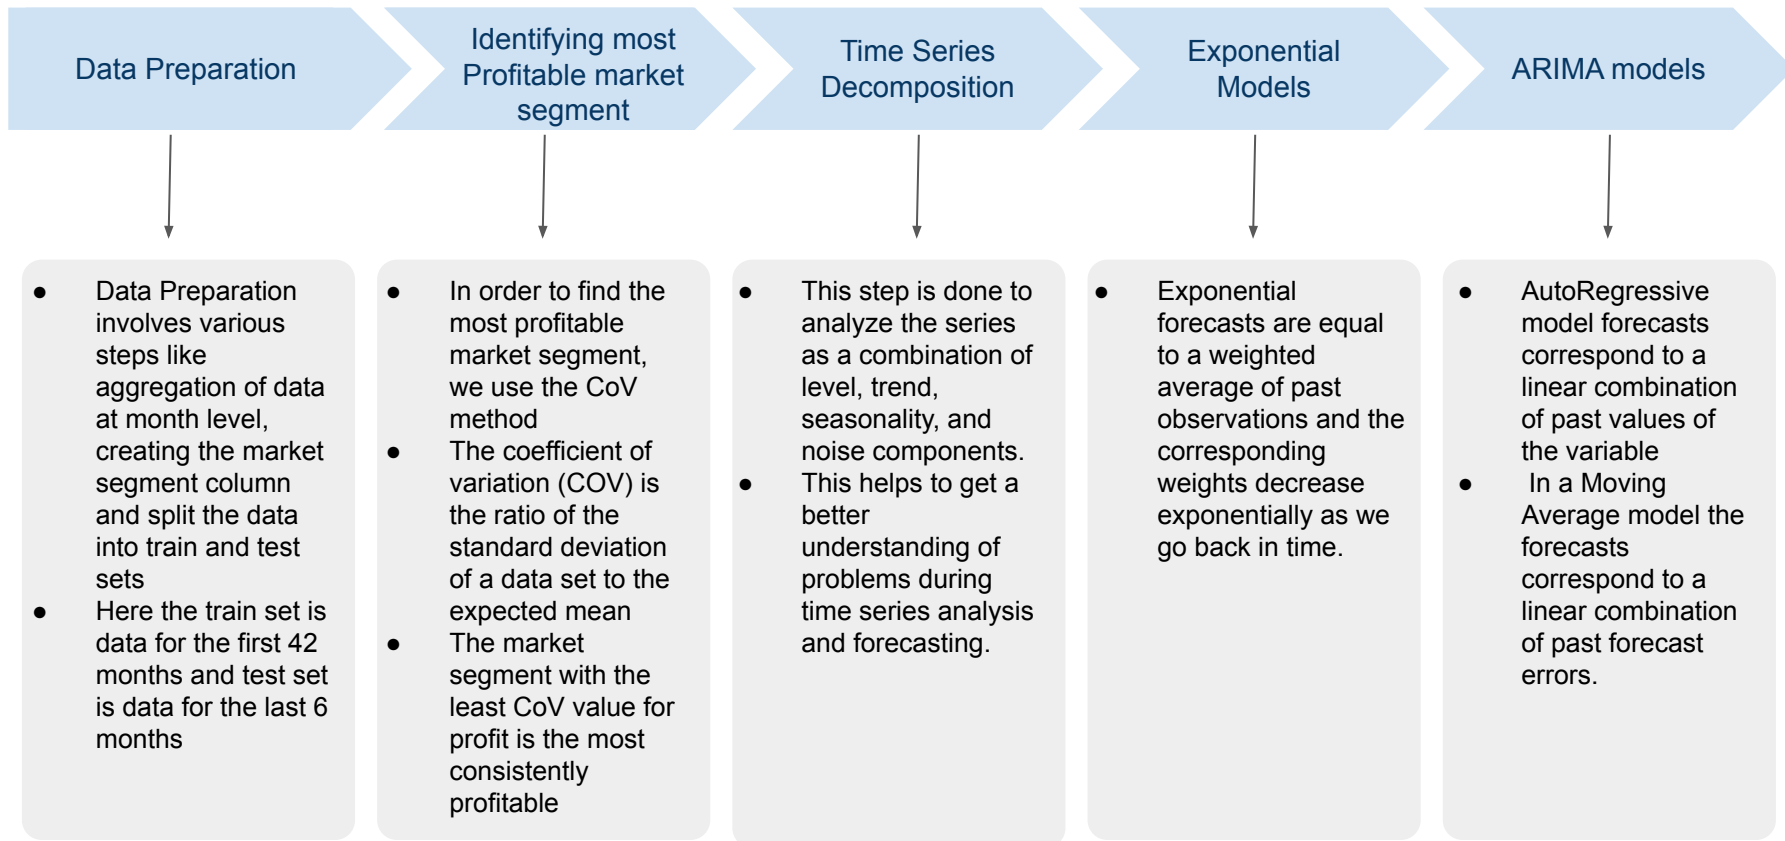 Data Preparation
Identifying most
Profitable market
segment
Time Series
Decomposition
Exponential
Models
ARIMA models
● Data Preparation
involves various
steps like
aggregation of data
at month level,
creating the market
segment column
and split the data
into train and test
sets
● Here the train set is
data for the first 42
months and test set
is data for the last 6
months
● In order to find the
most profitable
market segment,
we use the CoV
method
● The coefficient of
variation (COV) is
the ratio of the
standard deviation
of a data set to the
expected mean
● The market
segment with the
least CoV value for
profit is the most
consistently
profitable
● This step is done to
analyze the series
as a combination of
level, trend,
seasonality, and
noise components.
● This helps to get a
better
understanding of
problems during
time series analysis
and forecasting.
● Exponential
forecasts are equal
to a weighted
average of past
observations and the
corresponding
weights decrease
exponentially as we
go back in time.
● AutoRegressive
model forecasts
correspond to a
linear combination
of past values of
the variable
● In a Moving
Average model the
forecasts
correspond to a
linear combination
of past forecast
errors.